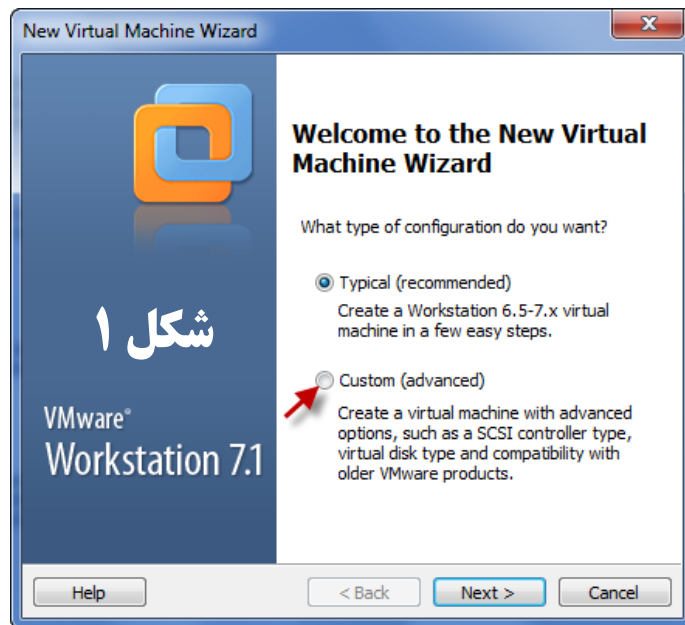 New Virtual Machine Wizard
Welcome to the New Virtual
Machine Wizard
What type of configuration do you want?
Typical (recommended)
Create a Workstation 6.5-7.x virtual
machine in a few easy steps.
شکل ۱
Custom (advanced)
Create a virtual machine with advanced
options, such as a SCSI controller type,
virtual disk type and compatibility with
older VMware products.
VMware®
Workstation 7.1
Help
< Back
Next >
Cancel